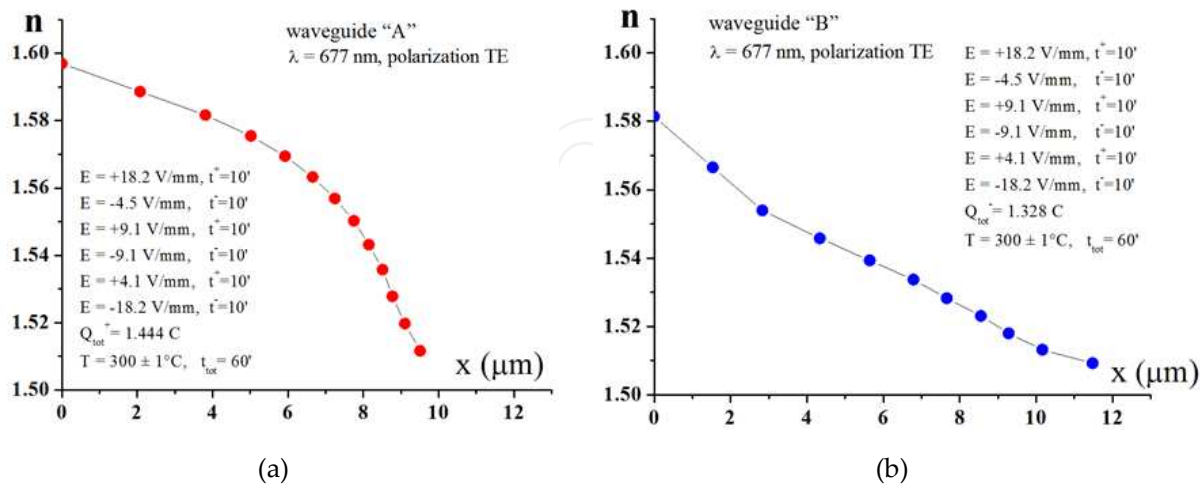 n
waveguide “A”
λ = 677 nm, polarization TE
1.60
1.58
1.56
1.54
1.52
1.50
E = +18.2 V/mm, t⁺=10'
E = -4.5 V/mm, t⁻=10'
E = +9.1 V/mm, t⁺=10'
E = -9.1 V/mm, t⁻=10'
E = +4.1 V/mm, t⁺=10'
E = -18.2 V/mm, t⁻=10'
Qtot⁺= 1.444 C
T = 300 ± 1°C, ttot= 60'
x (μm)
0 2 4 6 8 10 12
(a)
n
waveguide “B”
λ = 677 nm, polarization TE
1.60
1.58
1.56
1.54
1.52
1.50
E = +18.2 V/mm, t⁺=10'
E = -4.5 V/mm, t⁻=10'
E = +9.1 V/mm, t⁺=10'
E = -9.1 V/mm, t⁻=10'
E = +4.1 V/mm, t⁺=10'
E = -18.2 V/mm, t⁻=10'
Qtot⁻= 1.328 C
T = 300 ± 1°C, ttot= 60'
x (μm)
0 2 4 6 8 10 12
(b)